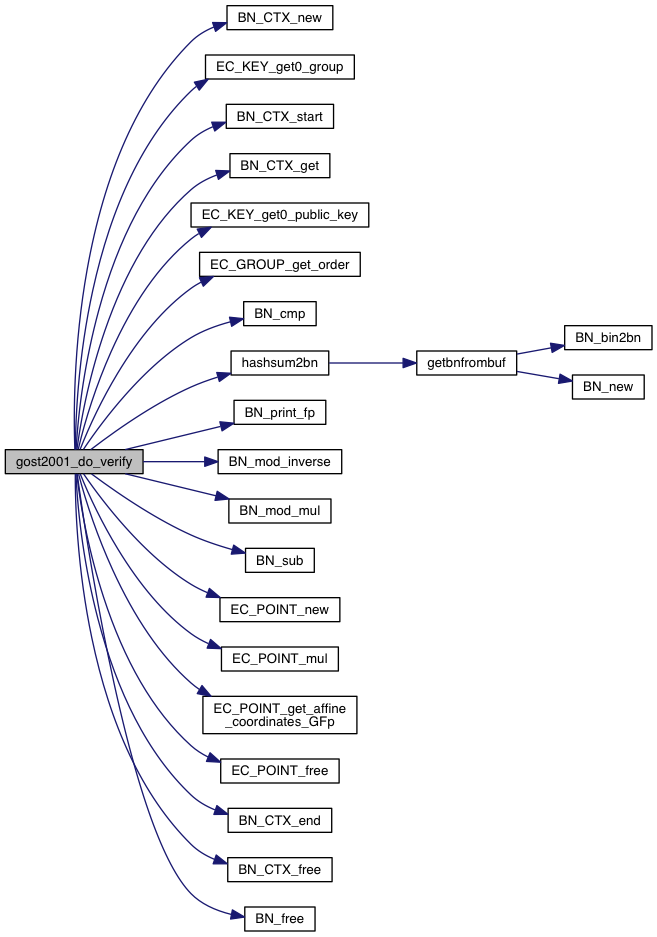 BN_CTX_new
EC_KEY_get0_group
BN_CTX_start
BN_CTX_get
EC_KEY_get0_public_key
EC_GROUP_get_order
BN_cmp
hashsum2bn
getbnfrombuf
BN_bin2bn
BN_new
BN_print_fp
gost2001_do_verify
BN_mod_inverse
BN_mod_mul
BN_sub
EC_POINT_new
EC_POINT_mul
EC_POINT_get_affine
_coordinates_GFp
EC_POINT_free
BN_CTX_end
BN_CTX_free
BN_free